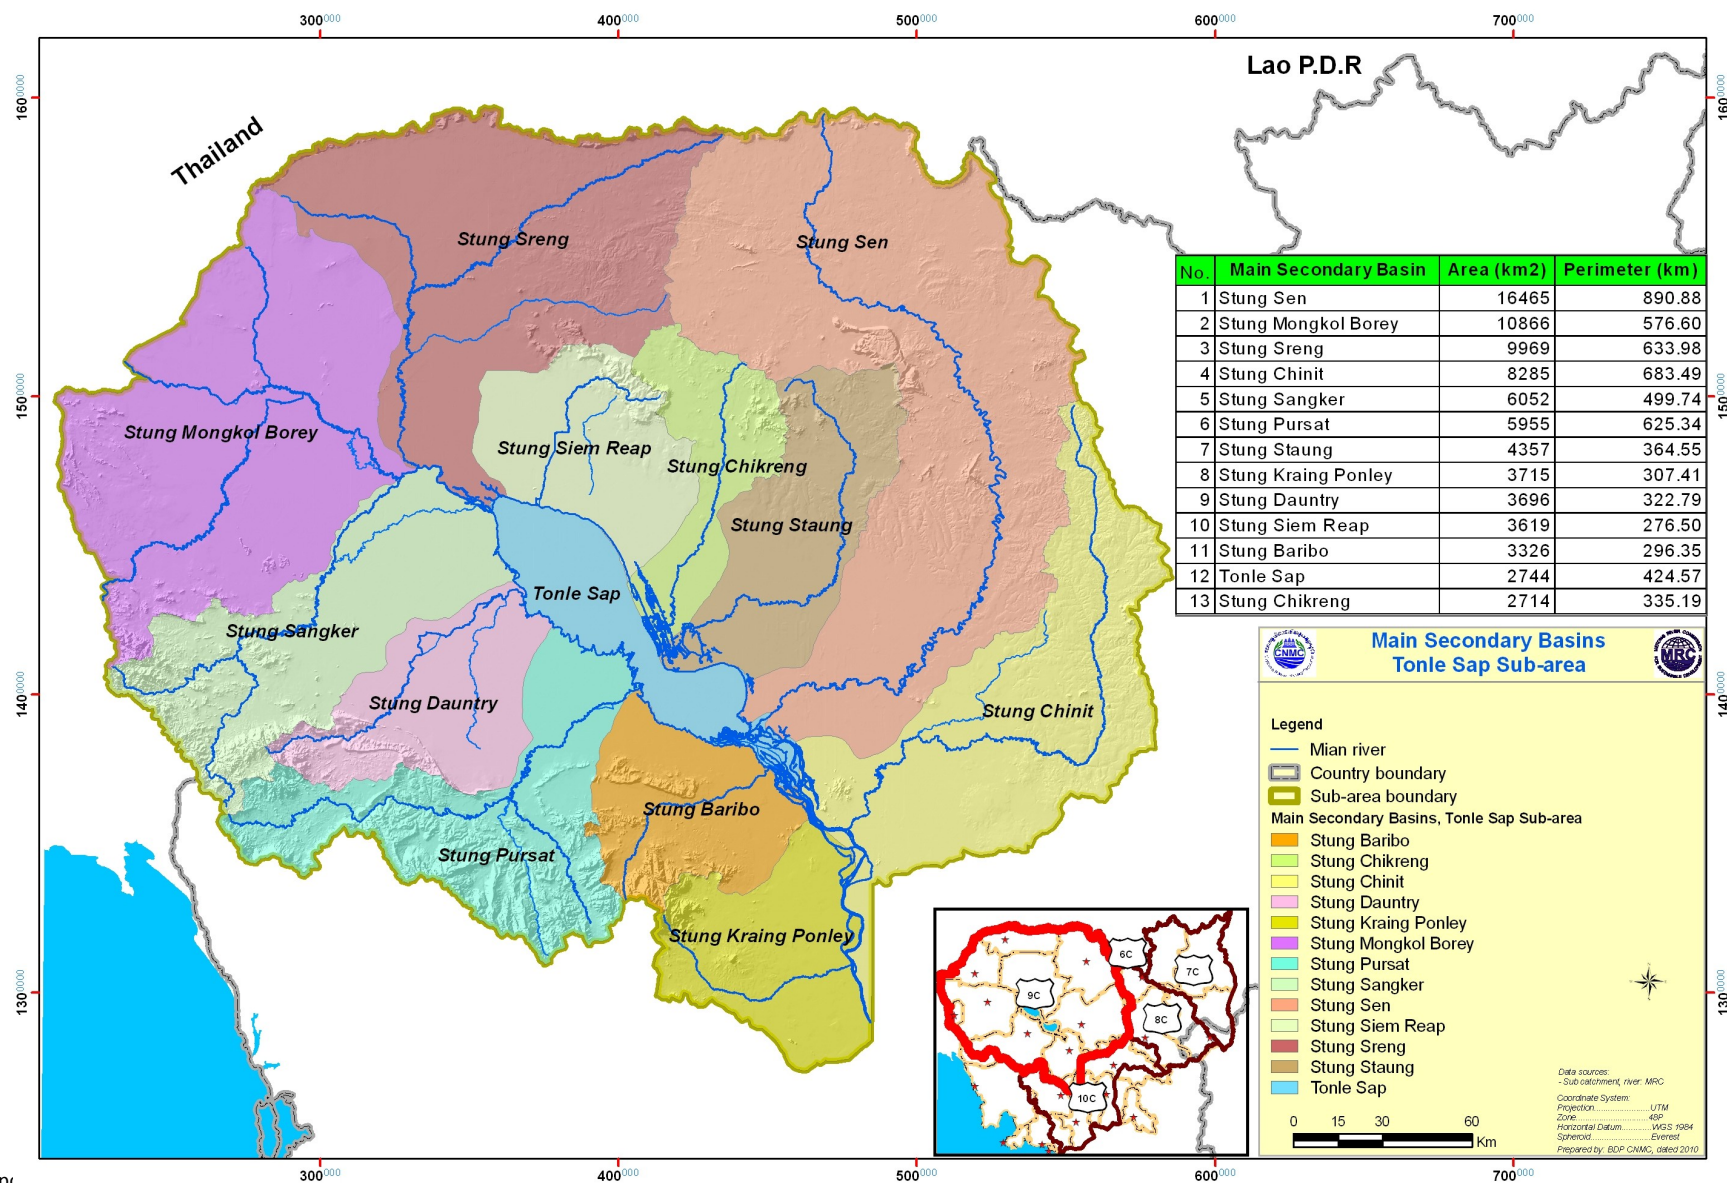 300000 400000 500000 600000 700000
Lao P.D.R
Thailand
1600000 1600000
Stung Sreng
Stung Sen
No. Main Secondary Basin Area (km2) Perimeter (km)
1 Stung Sen 16465 890.88
2 Stung Mongkol Borey 10866 576.60
3 Stung Sreng 9969 633.98
4 Stung Chinit 8285 683.49
5 Stung Sangker 6052 499.74
6 Stung Pursat 5955 625.34
7 Stung Staung 4357 364.55
8 Stung Kraing Ponley 3715 307.41
9 Stung Dauntry 3696 322.79
10 Stung Siem Reap 3619 276.50
11 Stung Baribo 3326 296.35
12 Tonle Sap 2744 424.57
13 Stung Chikreng 2714 335.19
1500000 1500000
Stung Mongkol Borey
Stung Siem Reap
Stung Chikreng
Stung Staung
Tonle Sap
Stung Sangker
Stung Dauntry
Stung Chinit
1400000 1400000
Stung Baribo
Stung Pursat
Stung Kraing Ponley
1300000 1300000
CNMC
Main Secondary Basins
Tonle Sap Sub-area
MRC
Legend
Mian river
Country boundary
Sub-area boundary
Main Secondary Basins, Tonle Sap Sub-area
Stung Baribo
Stung Chikreng
Stung Chinit
Stung Dauntry
Stung Kraing Ponley
Stung Mongkol Borey
Stung Pursat
Stung Sangker
Stung Sen
Stung Siem Reap
Stung Sreng
Stung Staung
Tonle Sap
6C
7C
9C
8C
10C
Data sources:
- Sub catchment, river: MRC
Coordinate System:
Projection......................UTM
Zone.................................48P
Horizontal Datum............WGS 1984
Spheroid.......................Everest
Prepared by: BDP CNMC, dated 2010
0 15 30 60
Km
300000 400000 500000 600000 700000